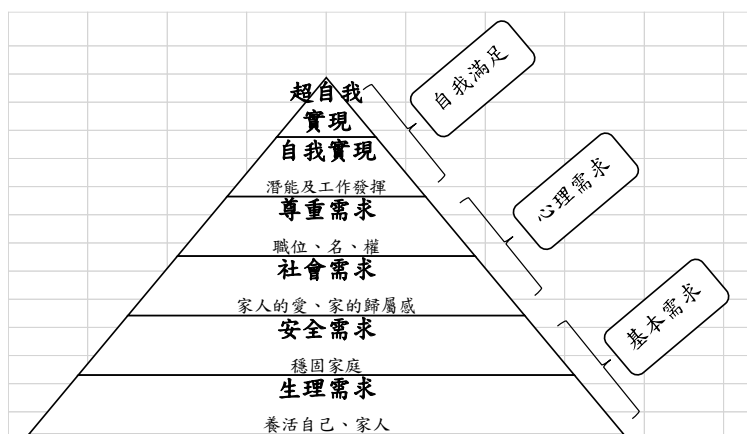 超自我
實現
自我實現
潛能及工作發揮
尊重需求
職位、名、權
社會需求
家人的愛、家的歸屬感
安全需求
穩固家庭
生理需求
養活自己、家人
自我滿足
心理需求
基本需求